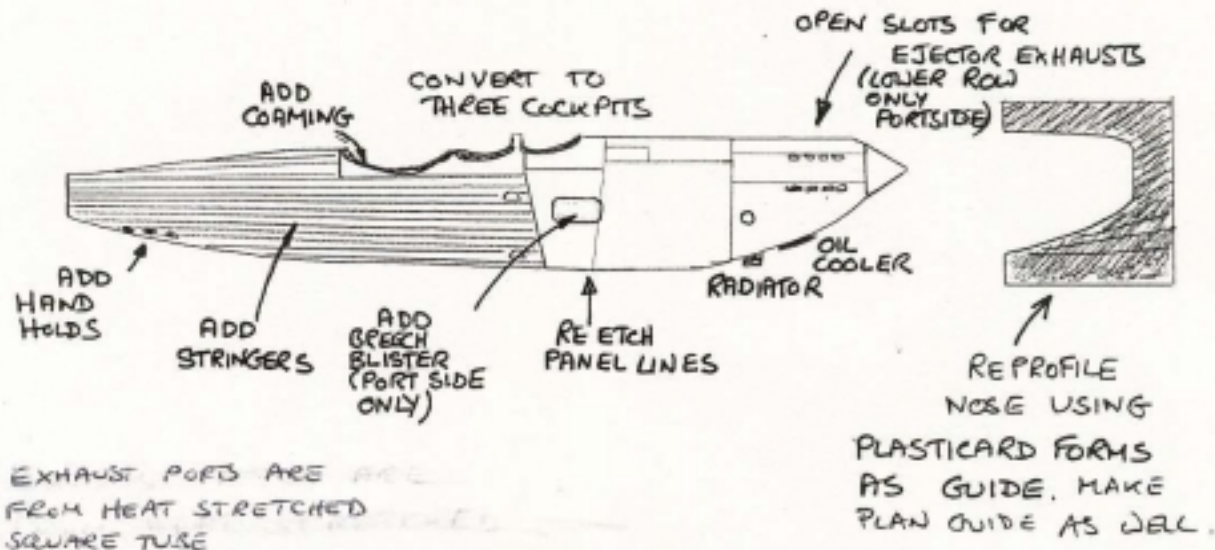 OPEN SLOTS FOR
EJECTOR EXHAUSTS
(LOWER ROW
ONLY
PORTSIDE)
CONVERT TO
THREE COCKPITS
ADD
COAMING
OIL
COOLER
RADIATOR
ADD
HAND
HOLDS
ADD
STRINGERS
ADD
BREECH
BLISTER
(PORT SIDE
ONLY)
RE ETCH
PANEL LINES
REPROFILE
NOSE USING
PLASTICARD FORMS
AS GUIDE. MAKE
PLAN GUIDE AS WELL.
EXHAUST PORTS ARE
FROM HEAT STRETCHED
SQUARE TUBE